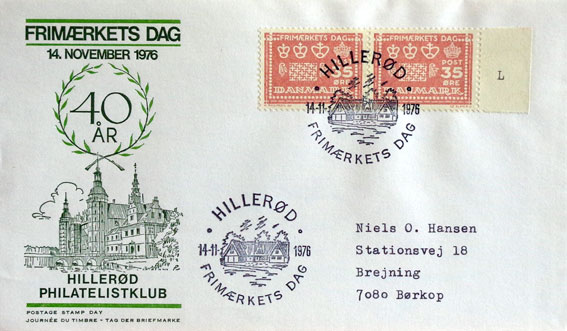 FRIMÆRKETS DAG
14. NOVEMBER 1976
40
ÅR
HILLERØD
PHILATELISTKLUB
POSTAGE STAMP DAY
JOURNÉE DU TIMBRE - TAG DER BRIEFMARKE
FRIMÆRKETS DAG
35
ØRE
DANMARK
FRIMÆRKETS DAG
POST
35
ØRE
DANMARK
L
HILLERØD
14-11- 1976
FRIMÆRKETS DAG
HILLERØD
14-11- 1976
FRIMÆRKETS DAG
Niels O. Hansen
Stationsvej 18
Brejning
7080 Børkop